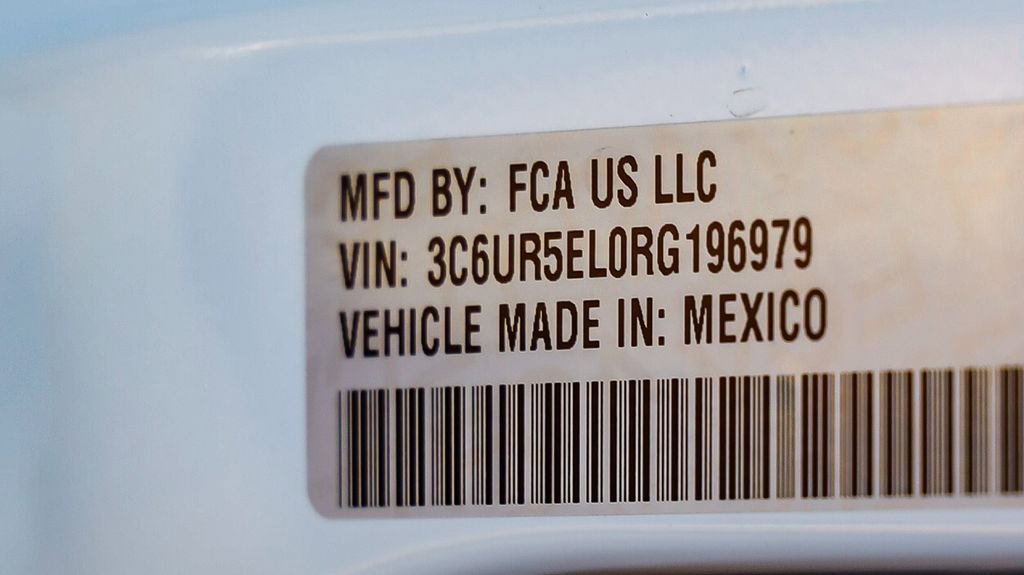 MFD BY: FCA US LLC
VIN: 3C6UR5EL0RG196979
VEHICLE MADE IN: MEXICO